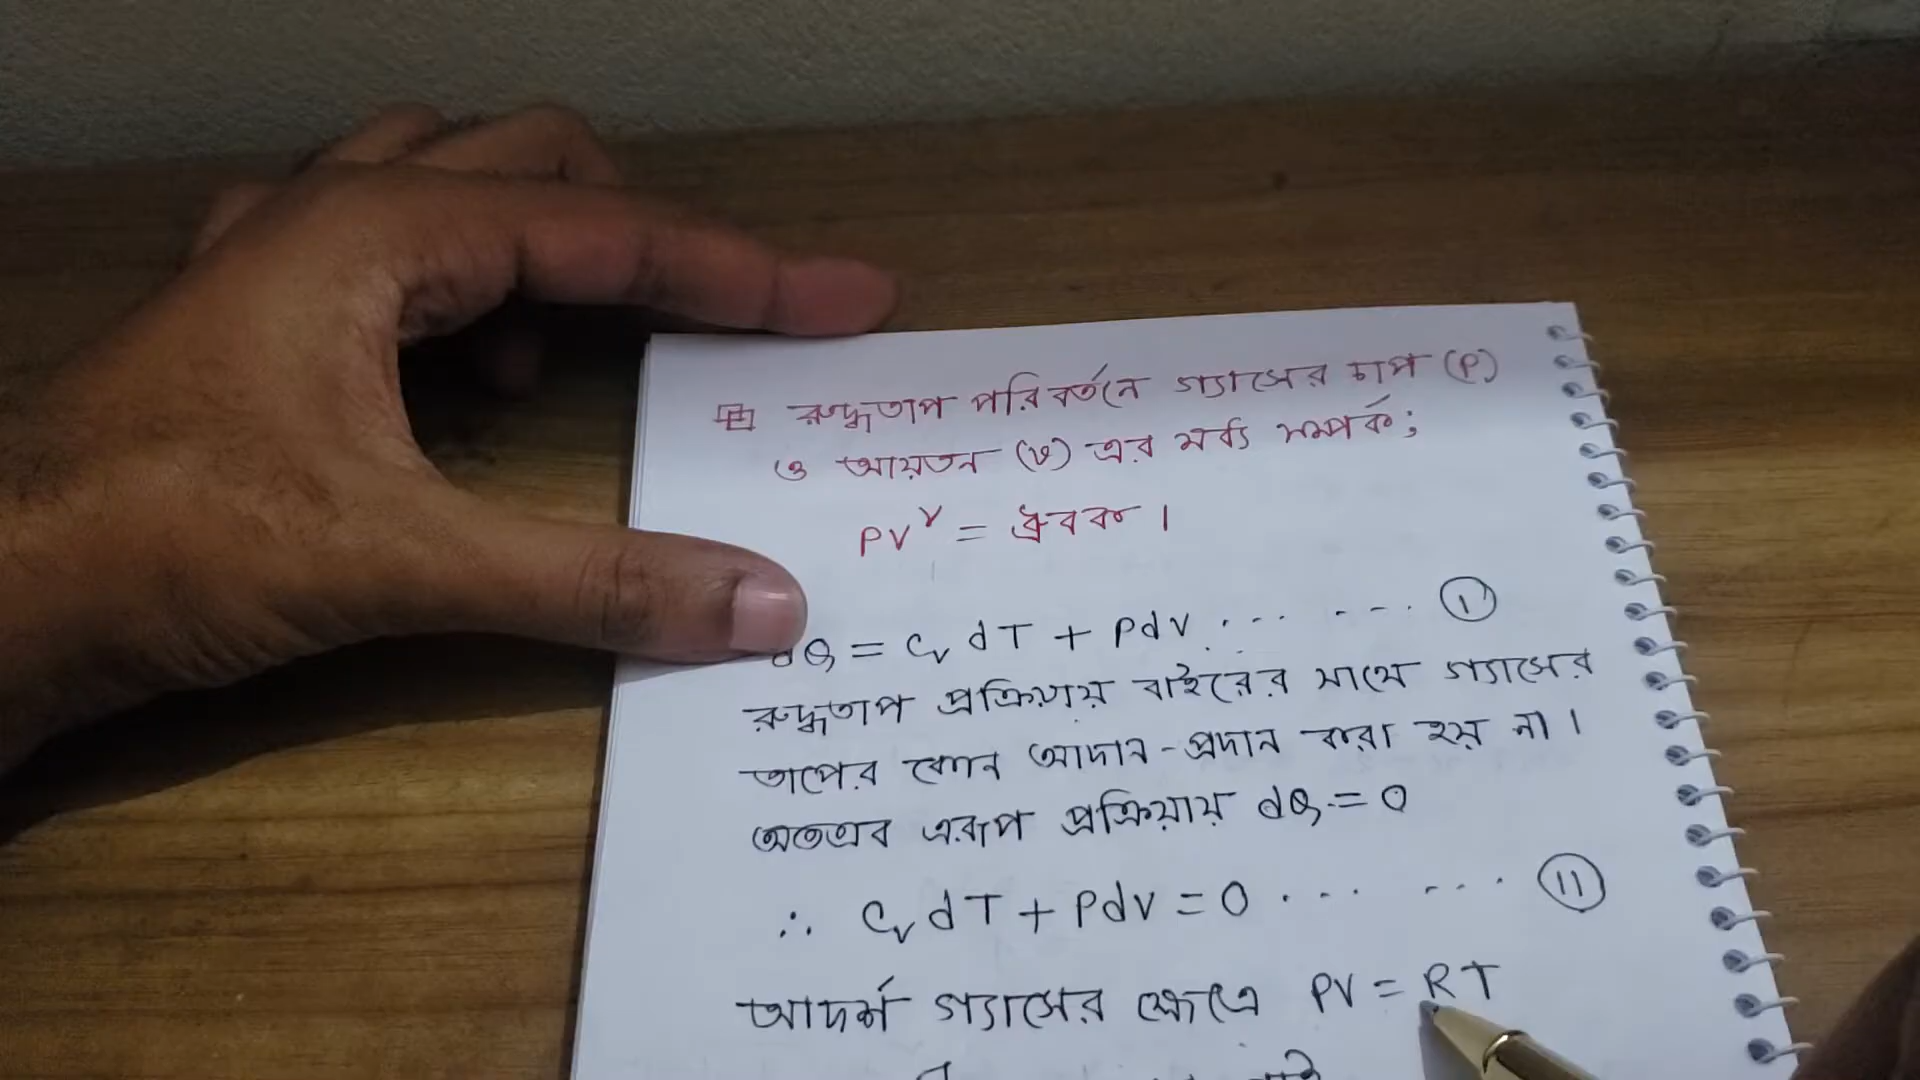 রুদ্ধতাপ পরিবর্তনে গ্যাসের চাপ (P)
ও আয়তন (V) এর মধ্যে সম্পর্ক;
PV^γ = ধ্রুবক।
dQ = Cv dT + PdV ... ... (i)
রুদ্ধতাপ প্রক্রিয়ায় বাইরের সাথে গ্যাসের
তাপের কোন আদান-প্রদান করা হয় না।
অতএব এরূপ প্রক্রিয়ায় dQ = 0
∴ Cv dT + PdV = 0 ... ... (ii)
আদর্শ গ্যাসের ক্ষেত্রে PV = RT